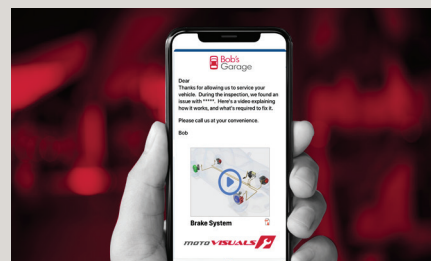 Bob's
Garage
Dear
Thanks for allowing us to service your
vehicle. During the inspection, we found an
issue with *****. Here's a video explaining
how it works, and what's required to fix it.
Please call us at your convenience.
Bob
Brake System
MOTO VISUALS